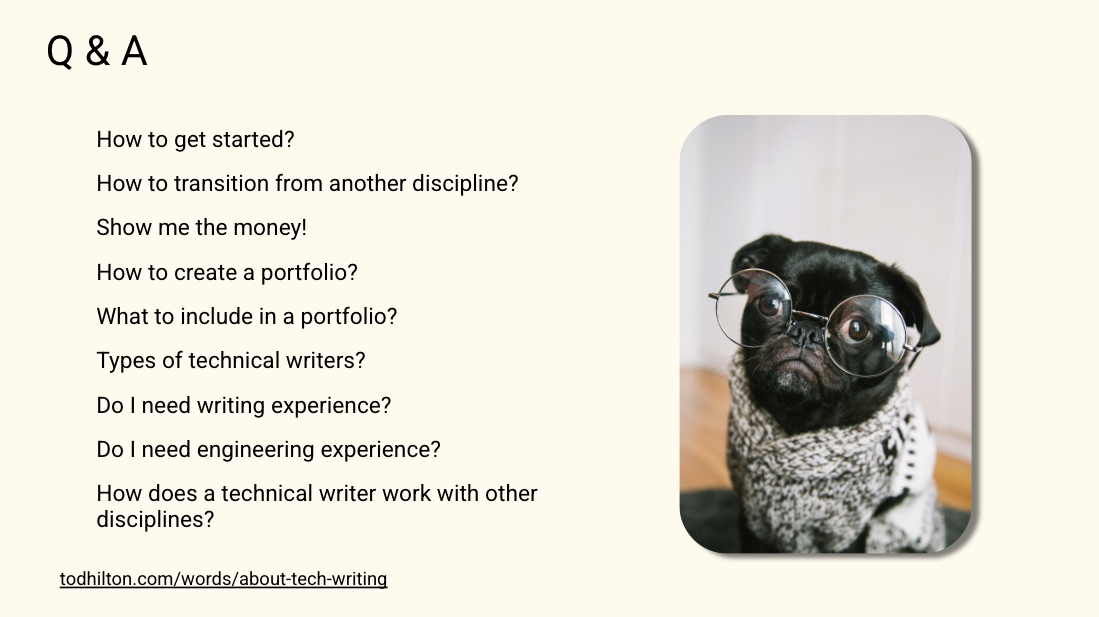 Q & A
How to get started?
How to transition from another discipline?
Show me the money!
How to create a portfolio?
What to include in a portfolio?
Types of technical writers?
Do I need writing experience?
Do I need engineering experience?
How does a technical writer work with other
disciplines?
todhilton.com/words/about-tech-writing